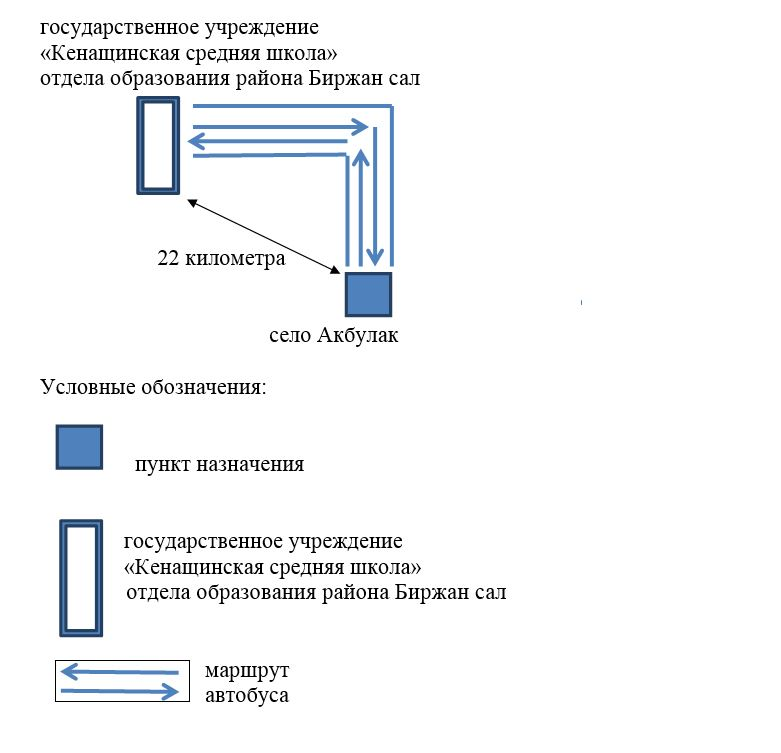 государственное учреждение
«Кенащинская средняя школа»
отдела образования района Биржан сал
22 километра
село Акбулак
Условные обозначения:
пункт назначения
государственное учреждение
«Кенащинская средняя школа»
отдела образования района Биржан сал
маршрут
автобуса